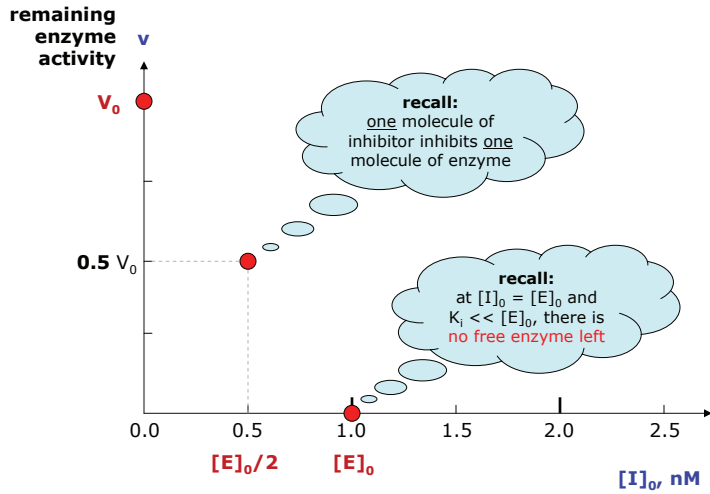 remaining
enzyme
activity
v
V₀
recall:
one molecule of
inhibitor inhibits one
molecule of enzyme
0.5 V₀
recall:
at [I]₀ = [E]₀ and
Kᵢ << [E]₀, there is
no free enzyme left
0.0 0.5 1.0 1.5 2.0 2.5
[E]₀/2 [E]₀
[I]₀, nM